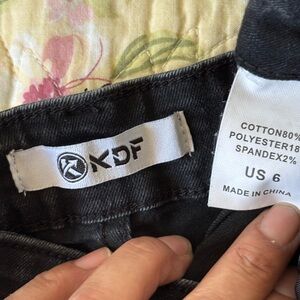 KDF
COTTON80%
POLYESTER18
SPANDEX2%
US 6
MADE IN CHINA